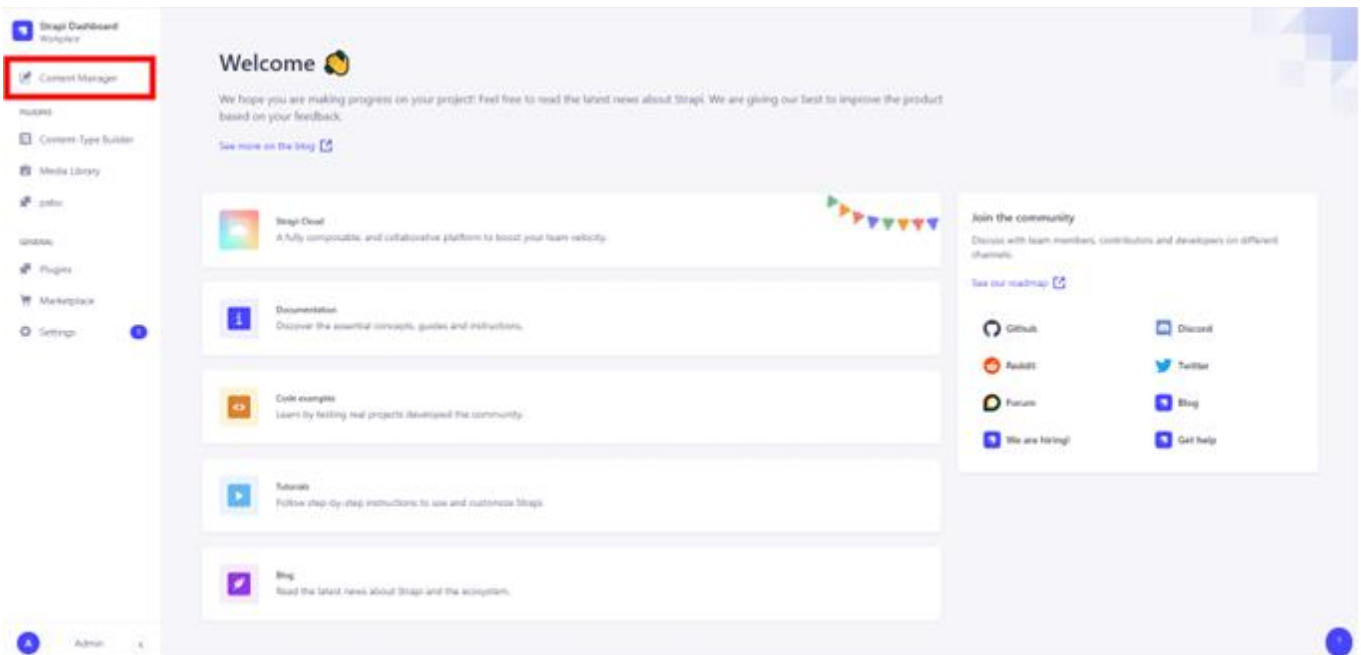 Strapi Dashboard
Workplace
Content Manager
PLUGINS
Content-Type Builder
Media Library
GENERAL
Plugins
Marketplace
Settings
Admin
Welcome
We hope you are making progress on your project! Feel free to read the latest news about Strapi. We are giving our best to improve the product
based on your feedback.
See more on the blog
Strapi Cloud
A fully composable, and collaborative platform to boost your team velocity.
Documentation
Discover the essential concepts, guides and instructions.
Code examples
Learn by testing real projects developed the community.
Tutorials
Follow step-by-step instructions to use and customize Strapi.
Blog
Read the latest news about Strapi and the ecosystem.
Join the community
Discuss with team members, contributors and developers on different
channels.
See our roadmap
Github
Discord
Reddit
Twitter
Forum
Blog
We are hiring!
Get help